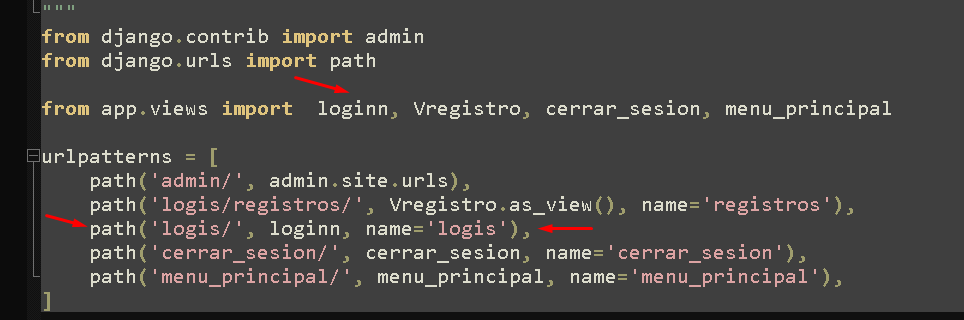 """
from django.contrib import admin
from django.urls import path
from app.views import  loginn, Vregistro, cerrar_sesion, menu_principal
urlpatterns = [
    path('admin/', admin.site.urls),
    path('logis/registros/', Vregistro.as_view(), name='registros'),
    path('logis/', loginn, name='logis'),
    path('cerrar_sesion/', cerrar_sesion, name='cerrar_sesion'),
    path('menu_principal/', menu_principal, name='menu_principal'),
]